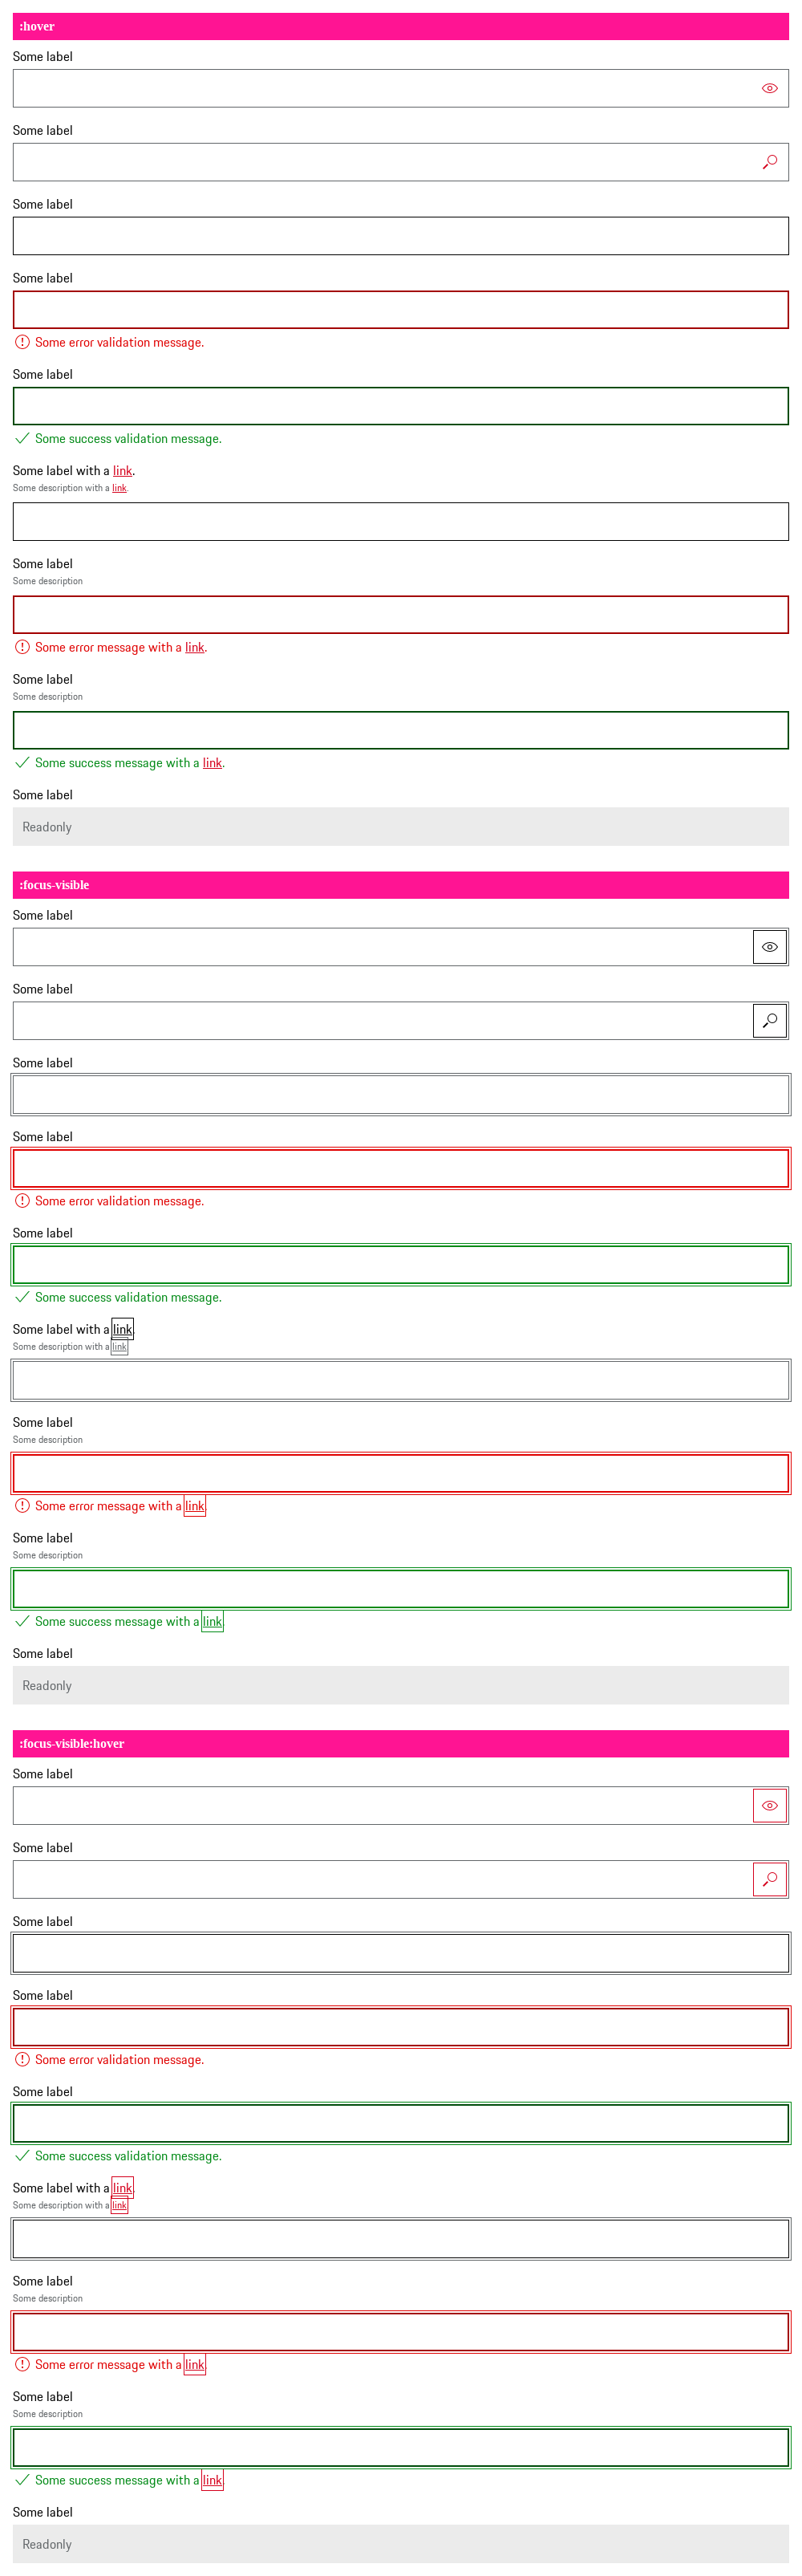 :hover
Some label
Some label
Some label
Some label
Some error validation message.
Some label
Some success validation message.
Some label with a link.
Some description with a link.
Some label
Some description
Some error message with a link.
Some label
Some description
Some success message with a link.
Some label
Readonly
:focus-visible
Some label
Some label
Some label
Some label
Some error validation message.
Some label
Some success validation message.
Some label with a link.
Some description with a link
Some label
Some description
Some error message with a link.
Some label
Some description
Some success message with a link.
Some label
Readonly
:focus-visible:hover
Some label
Some label
Some label
Some label
Some error validation message.
Some label
Some success validation message.
Some label with a link.
Some description with a link
Some label
Some description
Some error message with a link.
Some label
Some description
Some success message with a link.
Some label
Readonly